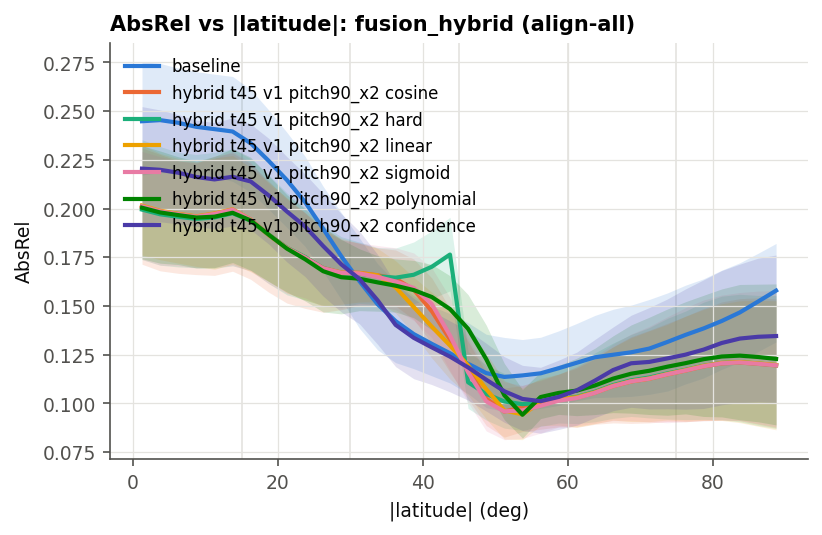 AbsRel vs |latitude|: fusion_hybrid (align-all)
0.275
0.250
0.225
0.200
0.175
0.150
0.125
0.100
0.075
AbsRel
baseline
hybrid t45 v1 pitch90_x2 cosine
hybrid t45 v1 pitch90_x2 hard
hybrid t45 v1 pitch90_x2 linear
hybrid t45 v1 pitch90_x2 sigmoid
hybrid t45 v1 pitch90_x2 polynomial
hybrid t45 v1 pitch90_x2 confidence
0 20 40 60 80
|latitude| (deg)